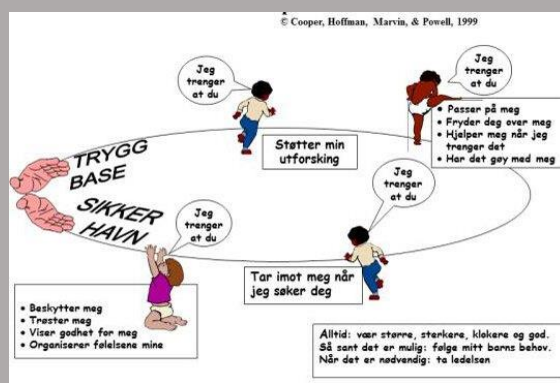 © Cooper, Hoffman, Marvin, & Powell, 1999
Jeg
trenger
at du
Støtter min
utforsking
Jeg
trenger
at du
• Passer på meg
• Fryder deg over meg
• Hjelper meg når jeg
trenger det
• Har det gøy med meg
TRYGG
BASE
SIKKER
HAVN
Jeg
trenger
at du
Tar imot meg når
jeg søker deg
Jeg
trenger
at du
• Beskytter meg
• Trøster meg
• Viser godhet for meg
• Organiserer følelsene mine
Alltid: vær større, sterkere, klokere og god.
Så sant det er mulig: følge mitt barns behov.
Når det er nødvendig: ta ledelsen